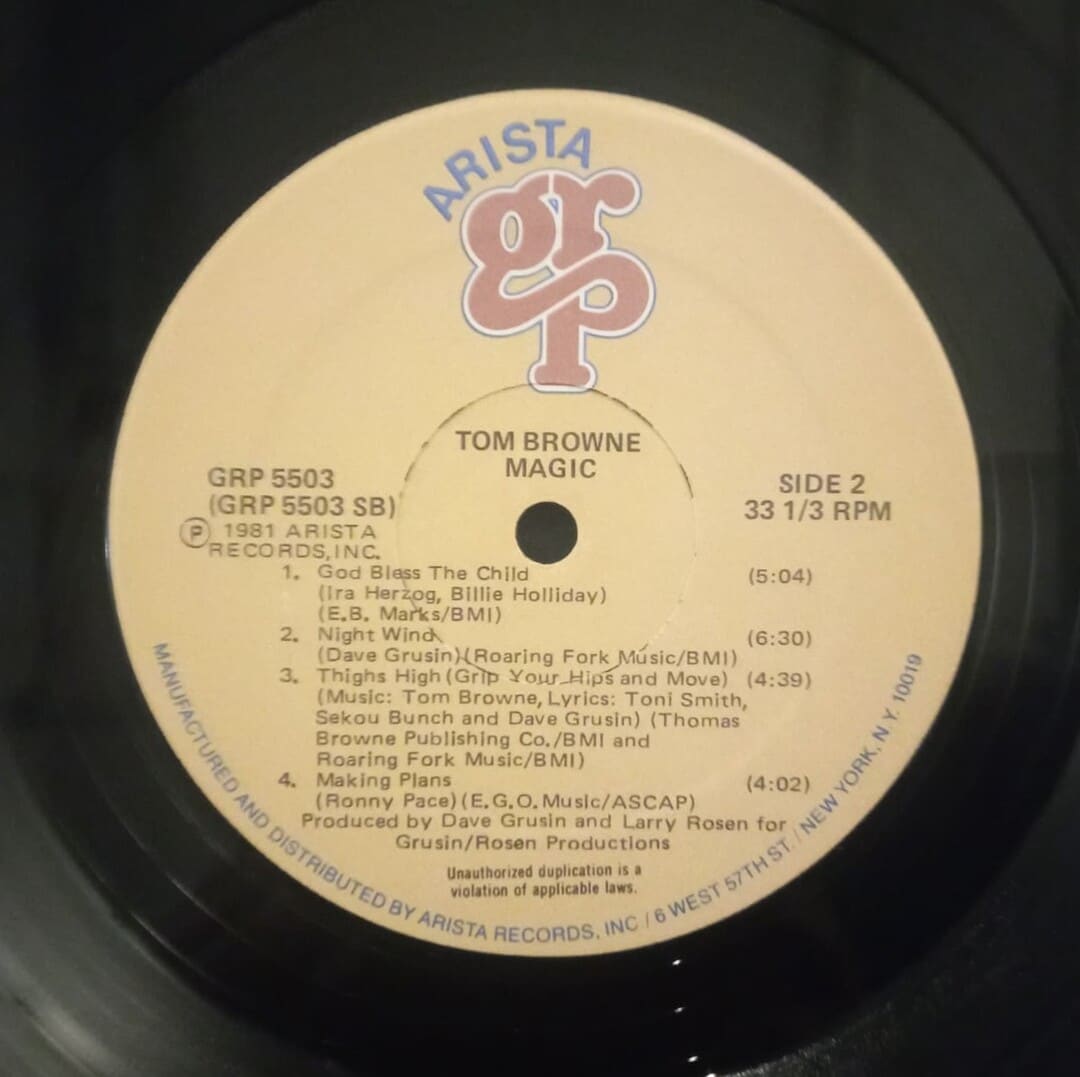 ARISTA
grp
TOM BROWNE
MAGIC
GRP 5503
(GRP 5503 SB)
Ⓟ 1981 ARISTA
RECORDS,INC.
SIDE 2
33 1/3 RPM
1. God Bless The Child (5:04)
(Ira Herzog, Billie Holliday)
(E.B. Marks/BMI)
2. Night Wind (6:30)
(Dave Grusin)(Roaring Fork Music/BMI)
3. Thighs High (Grip Your Hips and Move) (4:39)
(Music: Tom Browne, Lyrics: Toni Smith,
Sekou Bunch and Dave Grusin) (Thomas
Browne Publishing Co./BMI and
Roaring Fork Music/BMI)
4. Making Plans (4:02)
(Ronny Pace) (E.G.O. Music/ASCAP)
Produced by Dave Grusin and Larry Rosen for
Grusin/Rosen Productions
Unauthorized duplication is a
violation of applicable laws.
MANUFACTURED AND DISTRIBUTED BY ARISTA RECORDS, INC / 6 WEST 57TH ST. / NEW YORK, N.Y. 10019